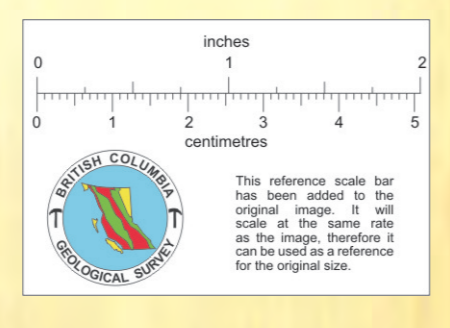 inches
0 1 2
0 1 2 3 4 5
centimetres
BRITISH COLUMBIA
GEOLOGICAL SURVEY
This reference scale bar
has been added to the
original image. It will
scale at the same rate
as the image, therefore it
can be used as a reference
for the original size.